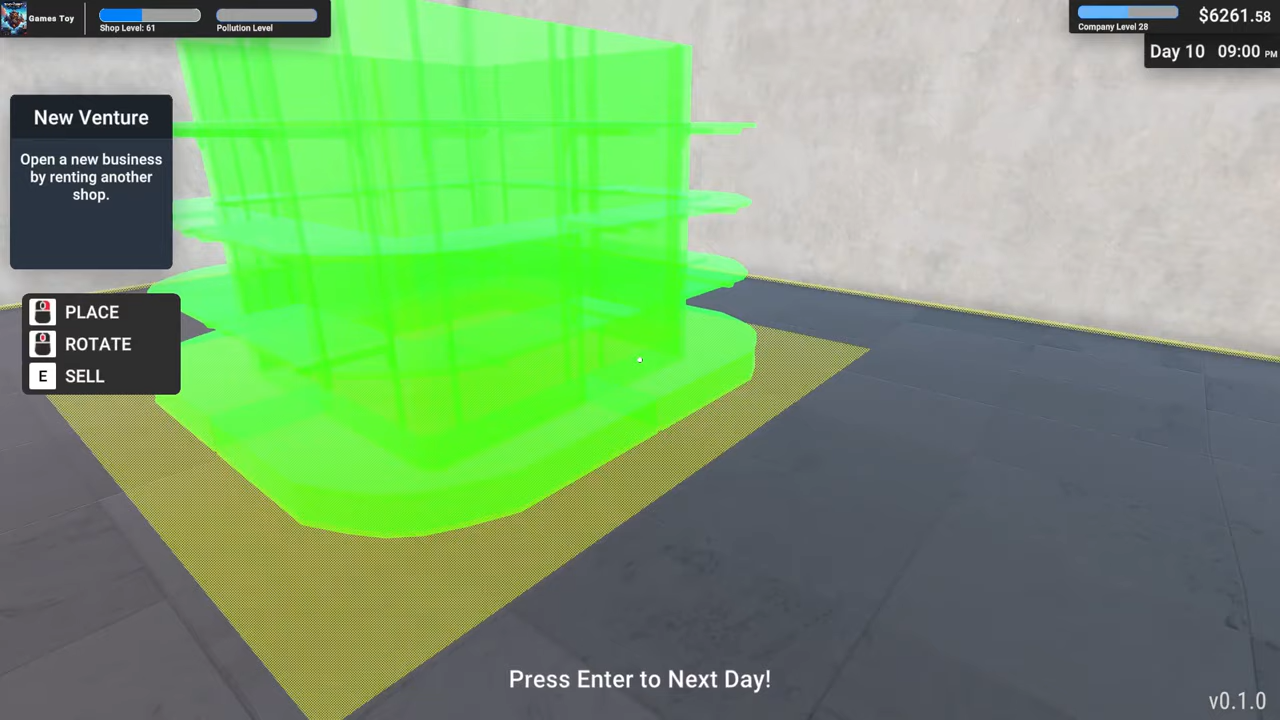 Games Toy
Shop Level: 61
Pollution Level
Company Level 28
$6261.58
Day 10 09:00 PM
New Venture
Open a new business
by renting another
shop.
PLACE
ROTATE
E SELL
Press Enter to Next Day!
v0.1.0